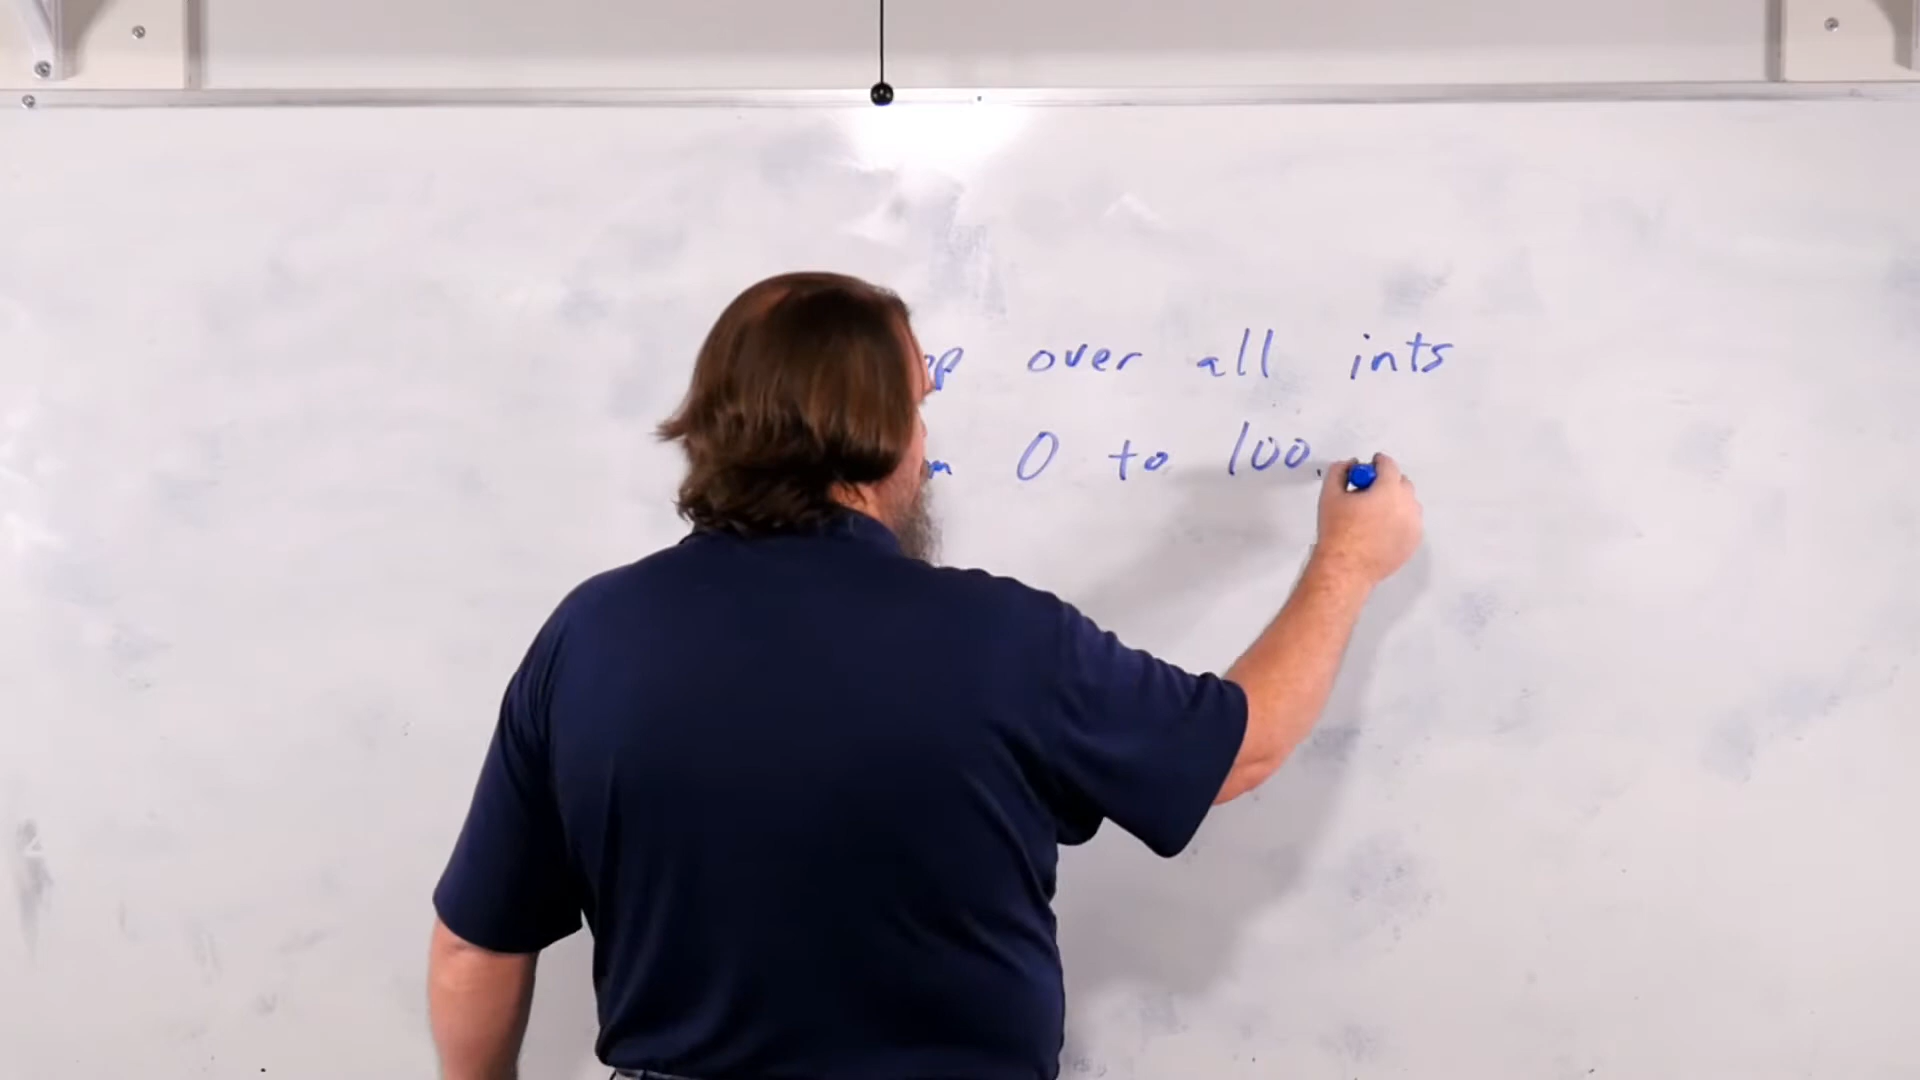 over all ints
0 to 100.